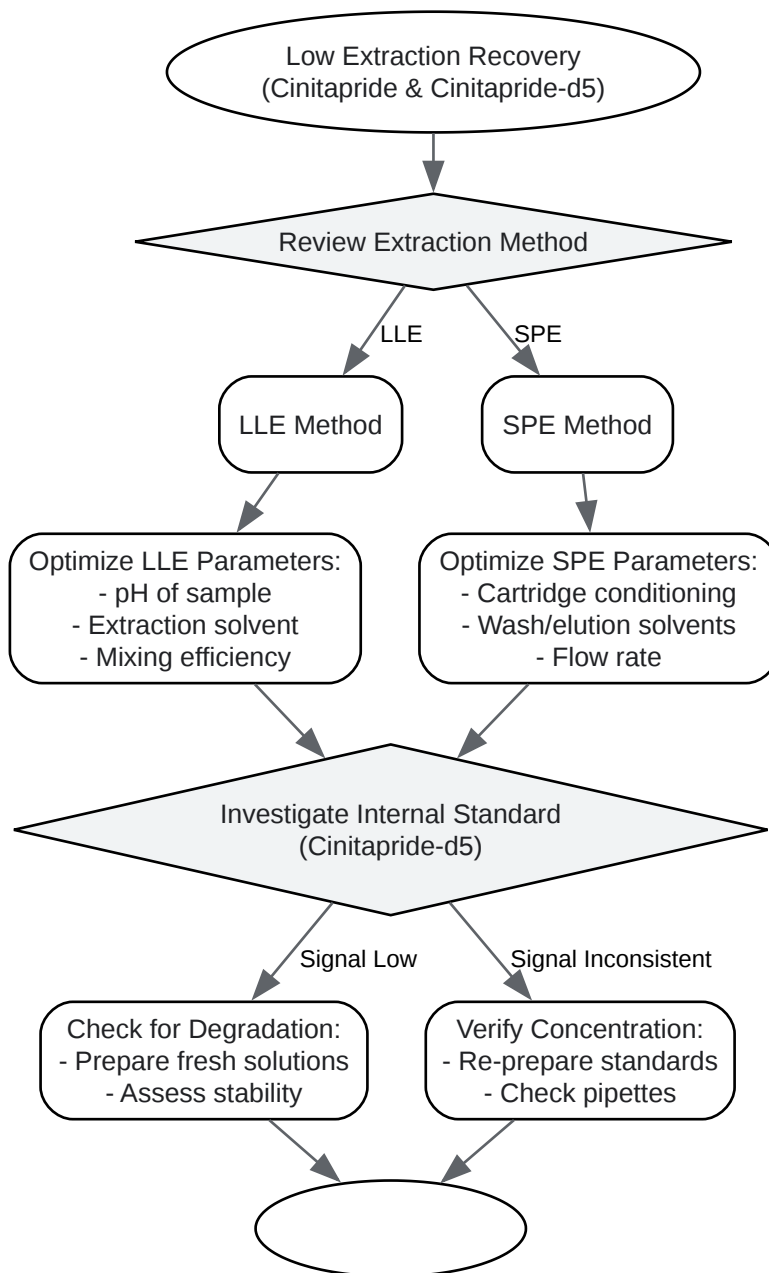 Low Extraction Recovery
(Cinitapride & Cinitapride-d5)
Review Extraction Method
LLE
SPE
LLE Method
SPE Method
Optimize LLE Parameters:
- pH of sample
- Extraction solvent
- Mixing efficiency
Optimize SPE Parameters:
- Cartridge conditioning
- Wash/elution solvents
- Flow rate
Investigate Internal Standard
(Cinitapride-d5)
Signal Low
Signal Inconsistent
Check for Degradation:
- Prepare fresh solutions
- Assess stability
Verify Concentration:
- Re-prepare standards
- Check pipettes